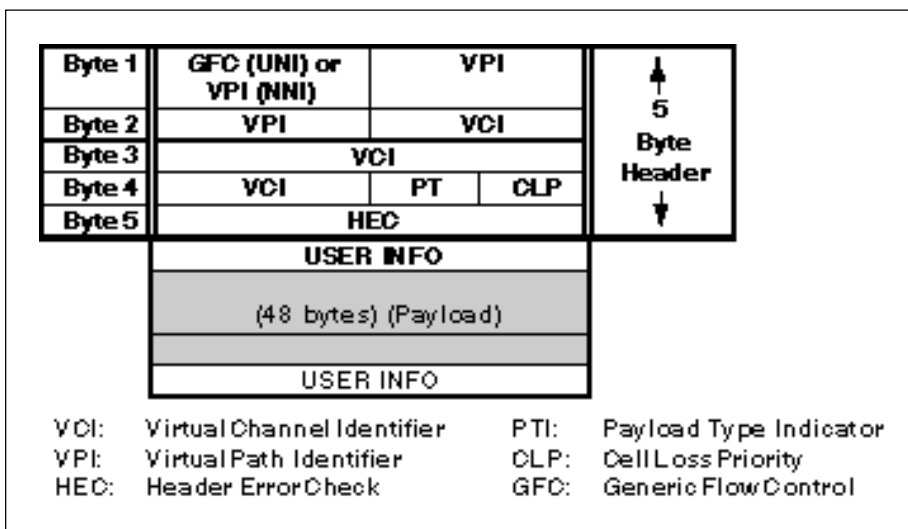 Byte 1 GFC (UNI) or VPI (NNI) VPI
Byte 2 VPI VCI
Byte 3 VCI
Byte 4 VCI PT CLP
Byte 5 HEC
5
Byte
Header
USER INFO
(48 bytes) (Payload)
USER INFO
VCI: Virtual Channel Identifier PTI: Payload Type Indicator
VPI: Virtual Path Identifier CLP: Cell Loss Priority
HEC: Header Error Check GFC: Generic Flow Control